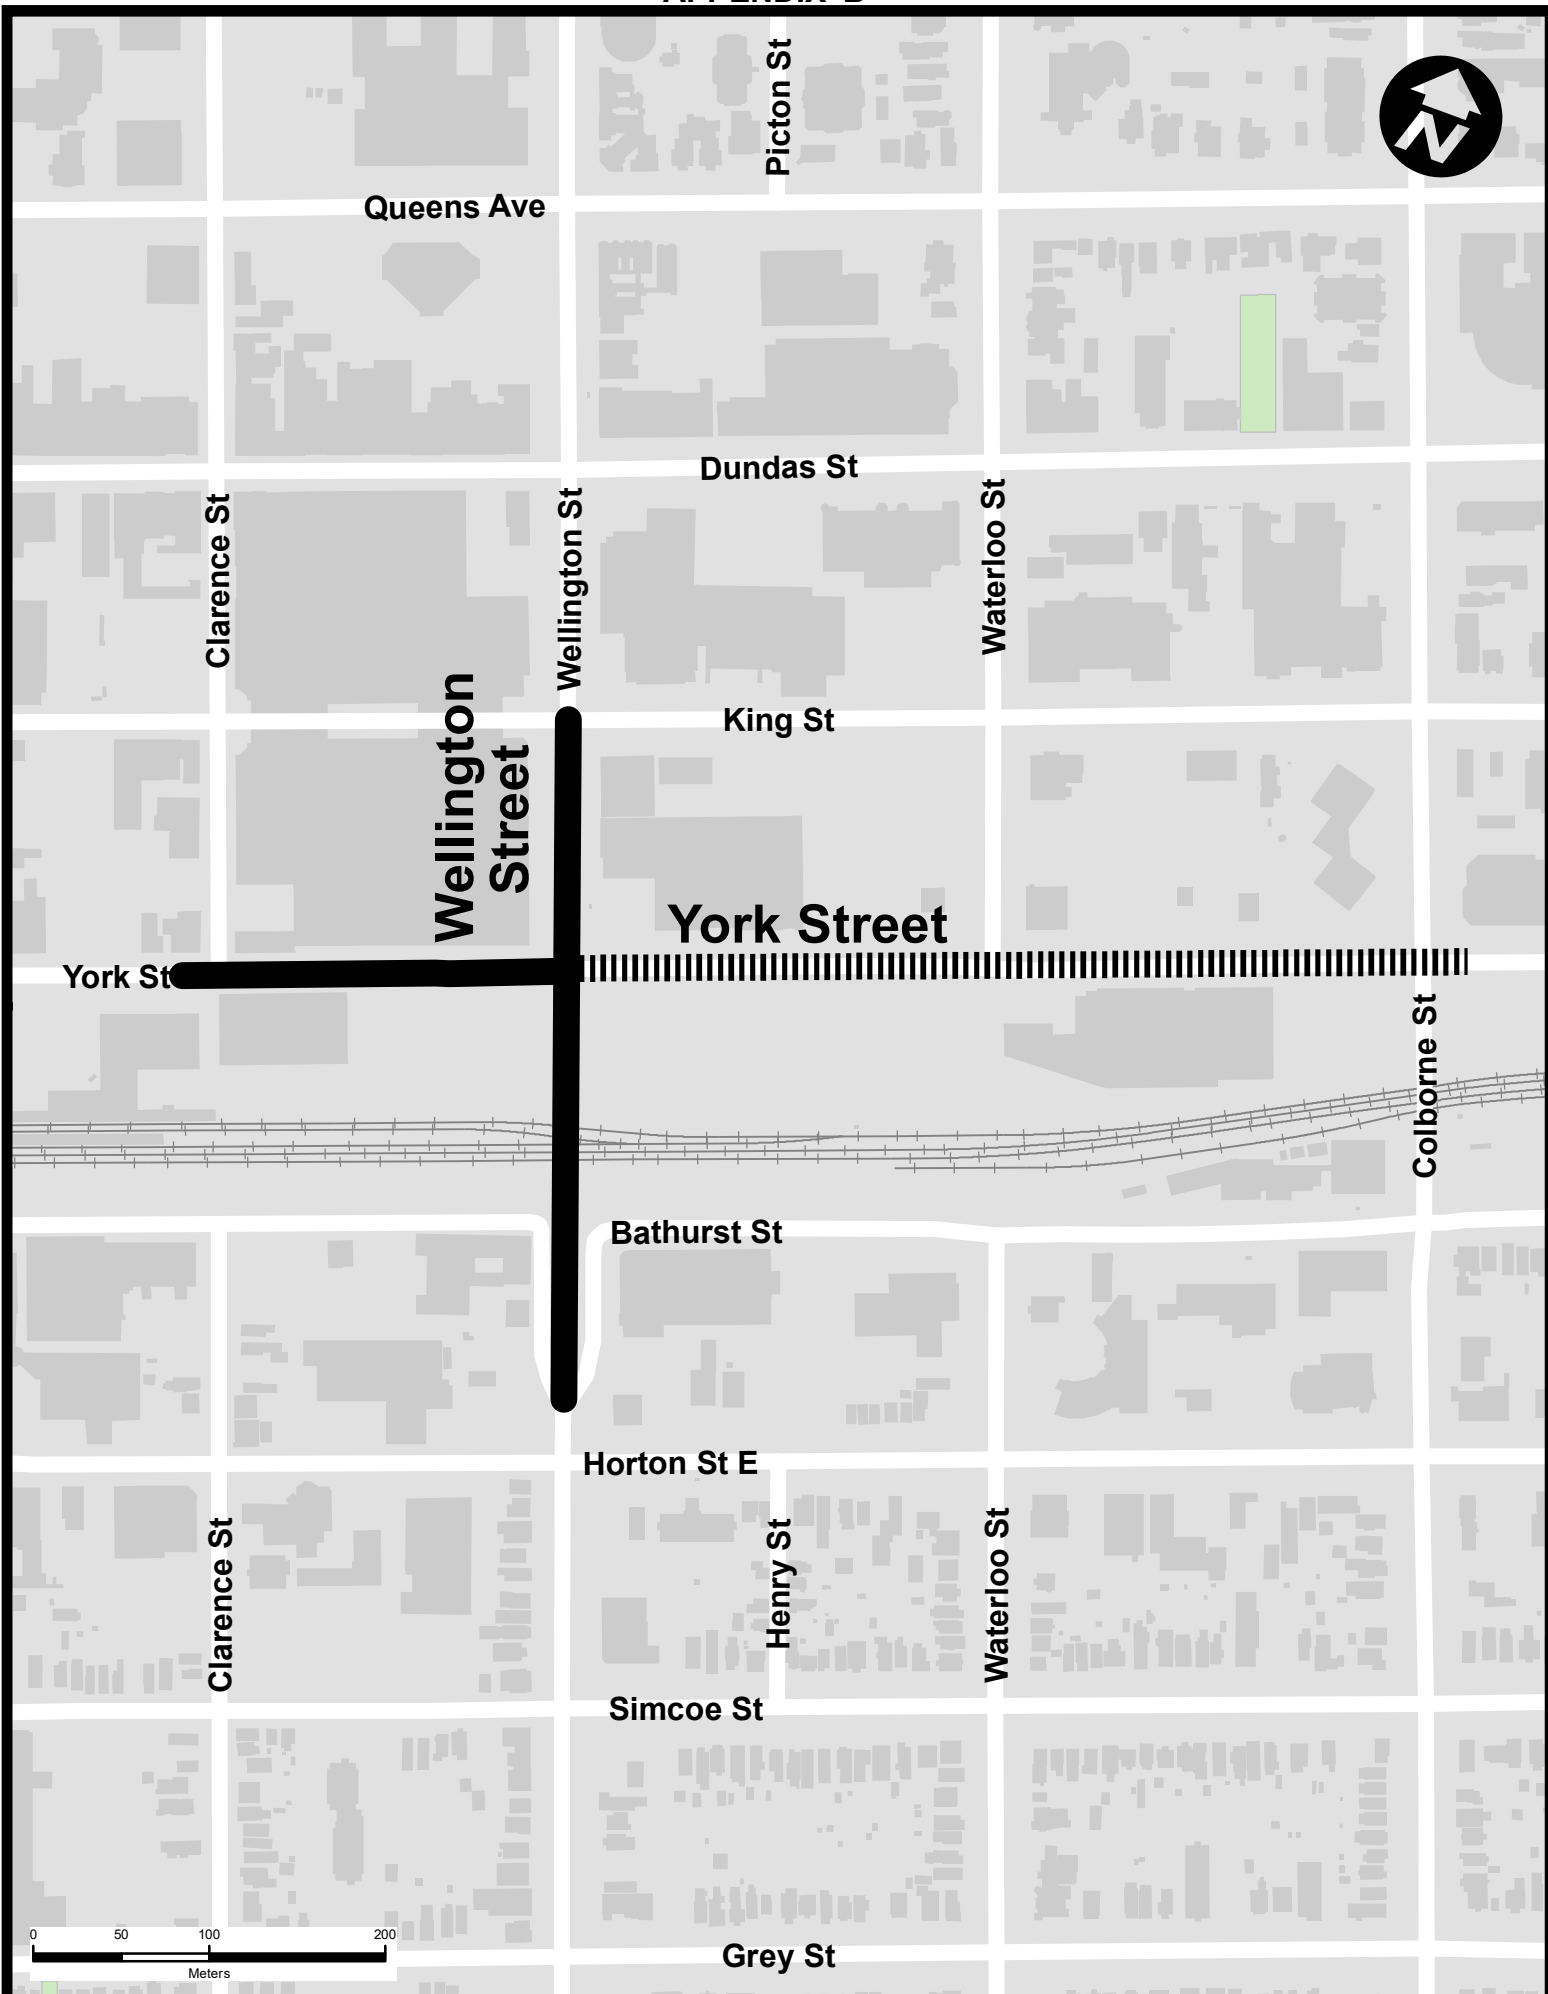 APPENDIX B
Picton St
N
Queens Ave
Dundas St
Clarence St
Wellington St
Waterloo St
Wellington
Street
King St
York Street
York St
Colborne St
Bathurst St
Horton St E
Clarence St
Henry St
Waterloo St
Simcoe St
0 50 100 200
Meters
Grey St